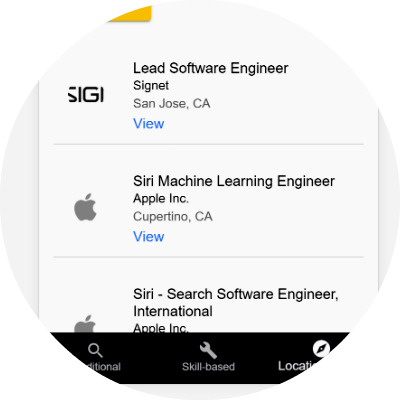 Lead Software Engineer
SIGI
Signet
San Jose, CA
View
Siri Machine Learning Engineer
Apple Inc.
Cupertino, CA
View
Siri - Search Software Engineer,
International
Apple Inc.
Skill-based